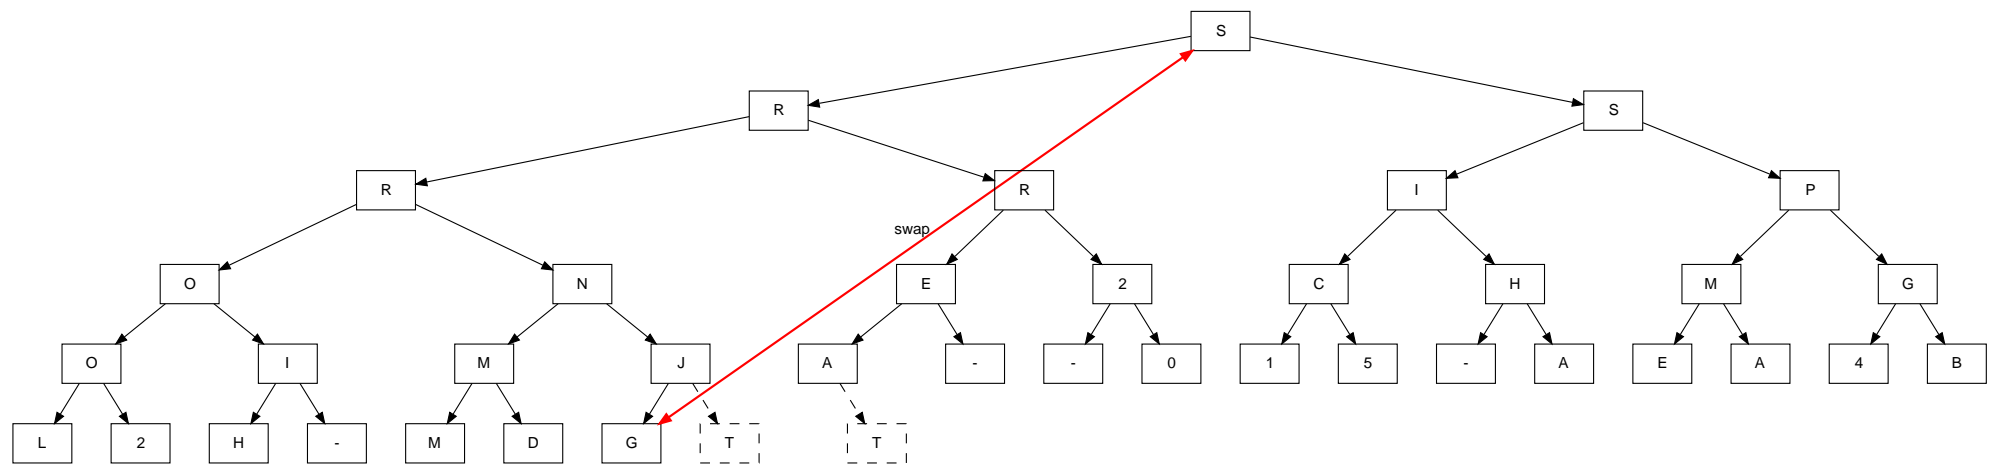 S
R S
R R I P
swap
O N E 2 C H M G
O I M J A - - 0 1 5 - A E A 4 B
L 2 H - M D G T T